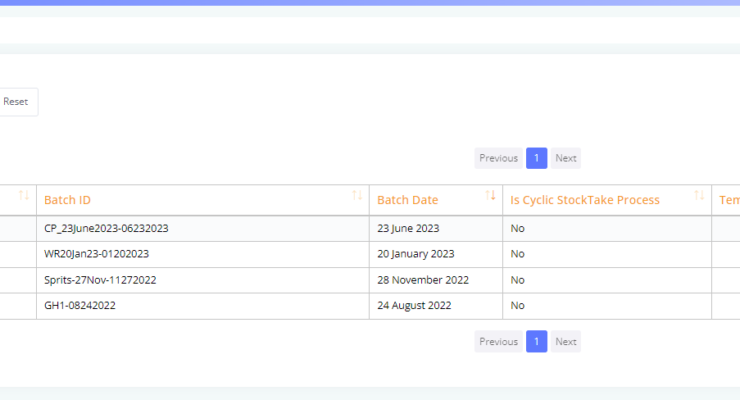 Reset
Previous 1 Next
Batch ID Batch Date Is Cyclic StockTake Process Tem
CP_23June2023-06232023 23 June 2023 No
WR20Jan23-01202023 20 January 2023 No
Sprits-27Nov-11272022 28 November 2022 No
GH1-08242022 24 August 2022 No
Previous 1 Next